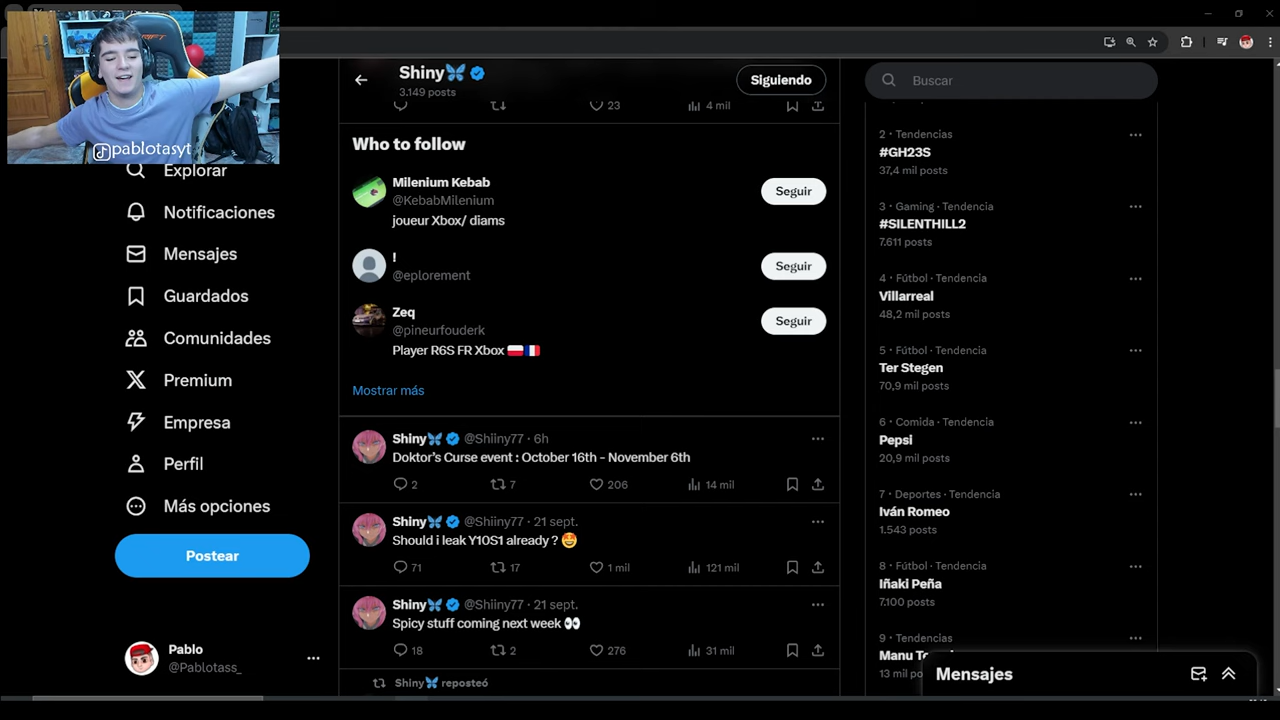 RIFT
pablotasyt
Explorar
Notificaciones
Mensajes
Guardados
Comunidades
Premium
Empresa
Perfil
Más opciones
Postear
Pablo
@Pablotass_
Shiny
3.149 posts
Siguiendo
23
4 mil
Who to follow
Milenium Kebab
@KebabMilenium
joueur Xbox/ diams
Seguir
!
@eplorement
Seguir
Zeq
@pineurfouderk
Player R6S FR Xbox 🇵🇱🇫🇷
Seguir
Mostrar más
Shiny🦋 @Shiiny77 · 6h
Doktor's Curse event : October 16th - November 6th
2 7 206 14 mil
Shiny🦋 @Shiiny77 · 21 sept.
Should i leak Y10S1 already ? 🤩
71 17 1 mil 121 mil
Shiny🦋 @Shiiny77 · 21 sept.
Spicy stuff coming next week 👀
18 2 276 31 mil
Shiny🦋 reposteó
Buscar
2 · Tendencias
#GH23S
37,4 mil posts
3 · Gaming · Tendencia
#SILENTHILL2
7.611 posts
4 · Fútbol · Tendencia
Villarreal
48,2 mil posts
5 · Fútbol · Tendencia
Ter Stegen
70,9 mil posts
6 · Comida · Tendencia
Pepsi
20,9 mil posts
7 · Deportes · Tendencia
Iván Romeo
1.543 posts
8 · Fútbol · Tendencia
Iñaki Peña
7.100 posts
9 · Tendencias
Manu
13 mil
Mensajes